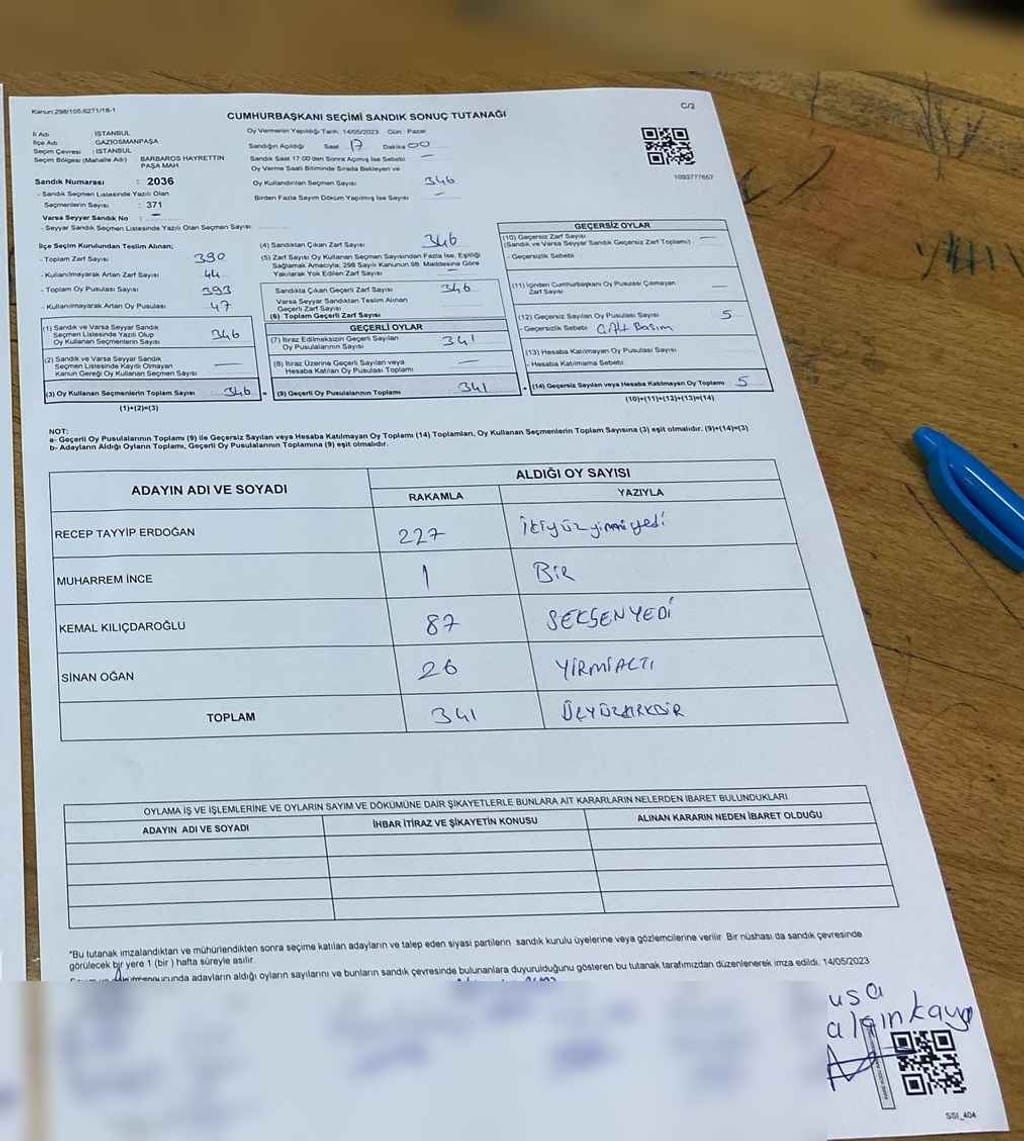 Kanun:298/105,6271/18-1
CUMHURBAŞKANI SEÇİMİ SANDIK SONUÇ TUTANAĞI
C/2
İl Adı : İSTANBUL
İlçe Adı : GAZİOSMANPAŞA
Seçim Çevresi : İSTANBUL
Seçim Bölgesi (Mahalle Adı) : BARBAROS HAYRETTİN PAŞA MAH
Sandık Numarası : 2036
- Sandık Seçmen Listesinde Yazılı Olan
Seçmenlerin Sayısı : 371
Varsa Seyyar Sandık No : —
- Seyyar Sandık Seçmen Listesinde Yazılı Olan Seçmen Sayısı
Oy Vermenin Yapıldığı Tarih: 14/05/2023 Gün : Pazar
Sandığın Açıldığı Saat 17 Dakika 00
Sandık Saat 17:00'den Sonra Açılmış İse Sebebi —
Oy Verme Saati Bitiminde Sırada Bekleyen ve
Oy Kullandırılan Seçmen Sayısı 346
Birden Fazla Sayım Döküm Yapılmış İse Sayısı —
1093777657
İlçe Seçim Kurulundan Teslim Alınan;
- Toplam Zarf Sayısı 390
- Kullanılmayarak Artan Zarf Sayısı 44
- Toplam Oy Pusulası Sayısı 393
- Kullanılmayarak Artan Oy Pusulası 47
(1) Sandık ve Varsa Seyyar Sandık
Seçmen Listesinde Yazılı Olup
Oy Kullanan Seçmenlerin Sayısı 346
(2) Sandık ve Varsa Seyyar Sandık
Seçmen Listesinde Kaydı Olmayan
Kanun Gereği Oy Kullanan Seçmen Sayısı —
(3) Oy Kullanan Seçmenlerin Toplam Sayısı 346
(1)+(2)=(3)
(4) Sandıktan Çıkan Zarf Sayısı 346
(5) Zarf Sayısı Oy Kullanan Seçmen Sayısından Fazla İse, Eşitliği
Sağlamak Amacıyla; 298 Sayılı Kanunun 98. Maddesine Göre
Yakılarak Yok Edilen Zarf Sayısı —
Sandıkta Çıkan Geçerli Zarf Sayısı 346
Varsa Seyyar Sandıktan Teslim Alınan
Geçerli Zarf Sayısı
(6) Toplam Geçerli Zarf Sayısı
GEÇERLİ OYLAR
(7) İtiraz Edilmeksizin Geçerli Sayılan
Oy Pusulalarının Sayısı 341
(8) İtiraz Üzerine Geçerli Sayılan veya
Hesaba Katılan Oy Pusulası Toplamı —
(9) Geçerli Oy Pusulalarının Toplamı 341
GEÇERSİZ OYLAR
(10) Geçersiz Zarf Sayısı
(Sandık ve Varsa Seyyar Sandık Geçersiz Zarf Toplamı) —
- Geçersizlik Sebebi
(11) İçinden Cumhurbaşkanı Oy Pusulası Çıkmayan
Zarf Sayısı —
(12) Geçersiz Sayılan Oy Pusulası Sayısı 5
- Geçersizlik Sebebi Çift Basım
(13) Hesaba Katılmayan Oy Pusulası Sayısı
- Hesaba Katılmama Sebebi
(14) Geçersiz Sayılan veya Hesaba Katılmayan Oy Toplamı 5
(10)+(11)+(12)+(13)=(14)
NOT:
a- Geçerli Oy Pusulalarının Toplamı (9) ile Geçersiz Sayılan veya Hesaba Katılmayan Oy Toplamı (14) Toplamları, Oy Kullanan Seçmenlerin Toplam Sayısına (3) eşit olmalıdır. (9)+(14)=(3)
b- Adayların Aldığı Oyların Toplamı, Geçerli Oy Pusulalarının Toplamına (9) eşit olmalıdır.
ADAYIN ADI VE SOYADI
ALDIĞI OY SAYISI
RAKAMLA YAZIYLA
RECEP TAYYİP ERDOĞAN 227 İkiyüzyirmiyedi
MUHARREM İNCE 1 BİR
KEMAL KILIÇDAROĞLU 87 SEKSENYEDİ
SİNAN OĞAN 26 YİRMİALTI
TOPLAM 341 ÜÇYÜZKIRKBİR
OYLAMA İŞ VE İŞLEMLERİNE VE OYLARIN SAYIM VE DÖKÜMÜNE DAİR ŞİKAYETLERLE BUNLARA AİT KARARLARIN NELERDEN İBARET BULUNDUKLARI
ADAYIN ADI VE SOYADI İHBAR İTİRAZ VE ŞİKAYETİN KONUSU ALINAN KARARIN NEDEN İBARET OLDUĞU
"Bu tutanak imzalandıktan ve mühürlendikten sonra seçime katılan adayların ve talep eden siyasi partilerin sandık kurulu üyelerine veya gözlemcilerine verilir. Bir nüshası da sandık çevresinde
görülecek bir yere 1 (bir ) hafta süreyle asılır.
adayların aldığı oyların sayılarını ve bunların sandık çevresinde bulunanlara duyurulduğunu gösteren bu tutanak tarafımızdan düzenlenerek imza edildi. 14/05/2023
usa
algınkaya
SSI_404